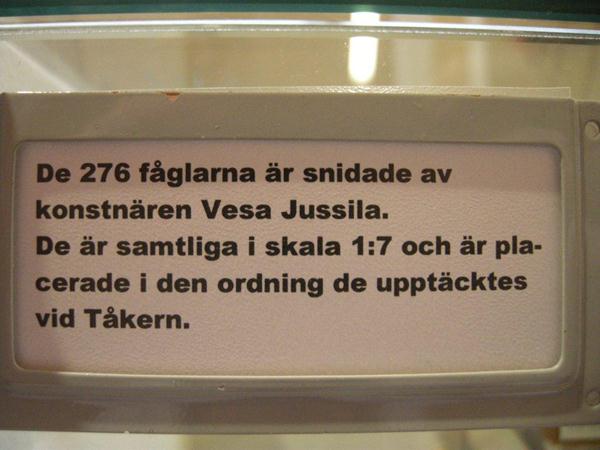 De 276 fåglarna är snidade av
konstnären Vesa Jussila.
De är samtliga i skala 1:7 och är pla-
cerade i den ordning de upptäcktes
vid Tåkern.